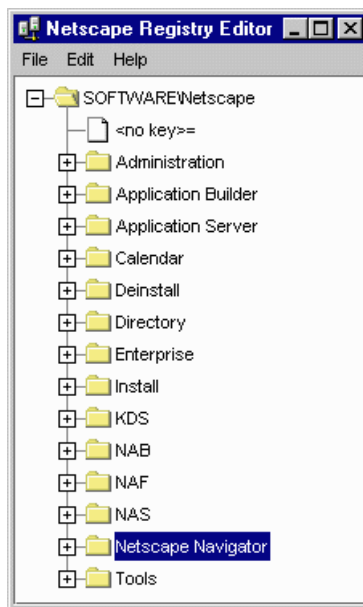 Netscape Registry Editor
File Edit Help
SOFTWARE\Netscape
<no key>=
Administration
Application Builder
Application Server
Calendar
Deinstall
Directory
Enterprise
Install
KDS
NAB
NAF
NAS
Netscape Navigator
Tools